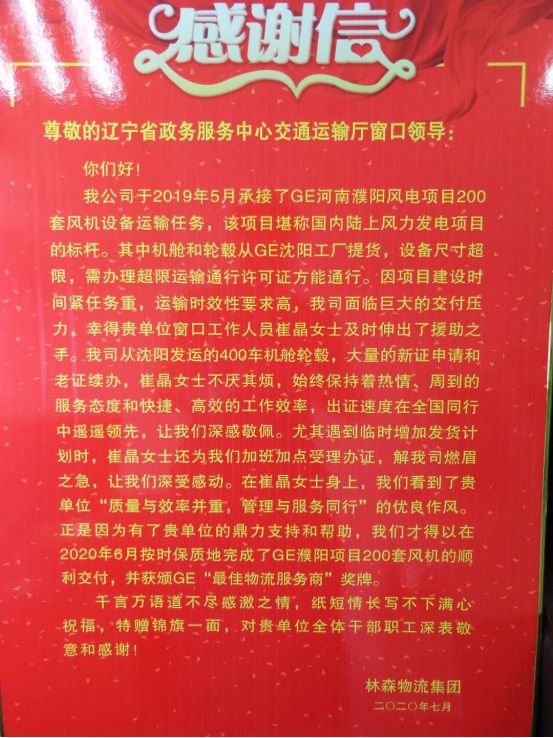 感谢信
尊敬的辽宁省政务服务中心交通运输厅窗口领导：
你们好！
我公司于2019年5月承接了GE河南濮阳风电项目200
套风机设备运输任务，该项目堪称国内陆上风力发电项目
的标杆。其中机舱和轮毂从GE沈阳工厂提货，设备尺寸超
限，需办理超限运输通行许可证方能通行。因项目建设时
间紧任务重，运输时效性要求高，我司面临巨大的交付压
力，幸得贵单位窗口工作人员崔晶女士及时伸出了援助之
手。我司从沈阳发运的400车机舱轮毂，大量的新证申请和
老证续办，崔晶女士不厌其烦，始终保持着热情、周到的
服务态度和快捷、高效的工作效率，出证速度在全国同行
中遥遥领先，让我们深感敬佩。尤其遇到临时增加发货计
划时，崔晶女士还为我们加班加点受理办证，解我司燃眉
之急，让我们深受感动。在崔晶女士身上，我们看到了贵
单位“质量与效率并重，管理与服务同行”的优良作风。
正是因为有了贵单位的鼎力支持和帮助，我们才得以在
2020年6月按时保质地完成了GE濮阳项目200套风机的顺
利交付，并获颁GE“最佳物流服务商”奖牌。
千言万语道不尽感激之情，纸短情长写不下满心
祝福，特赠锦旗一面，对贵单位全体干部职工深表敬
意和感谢！
林森物流集团
二〇二〇年七月